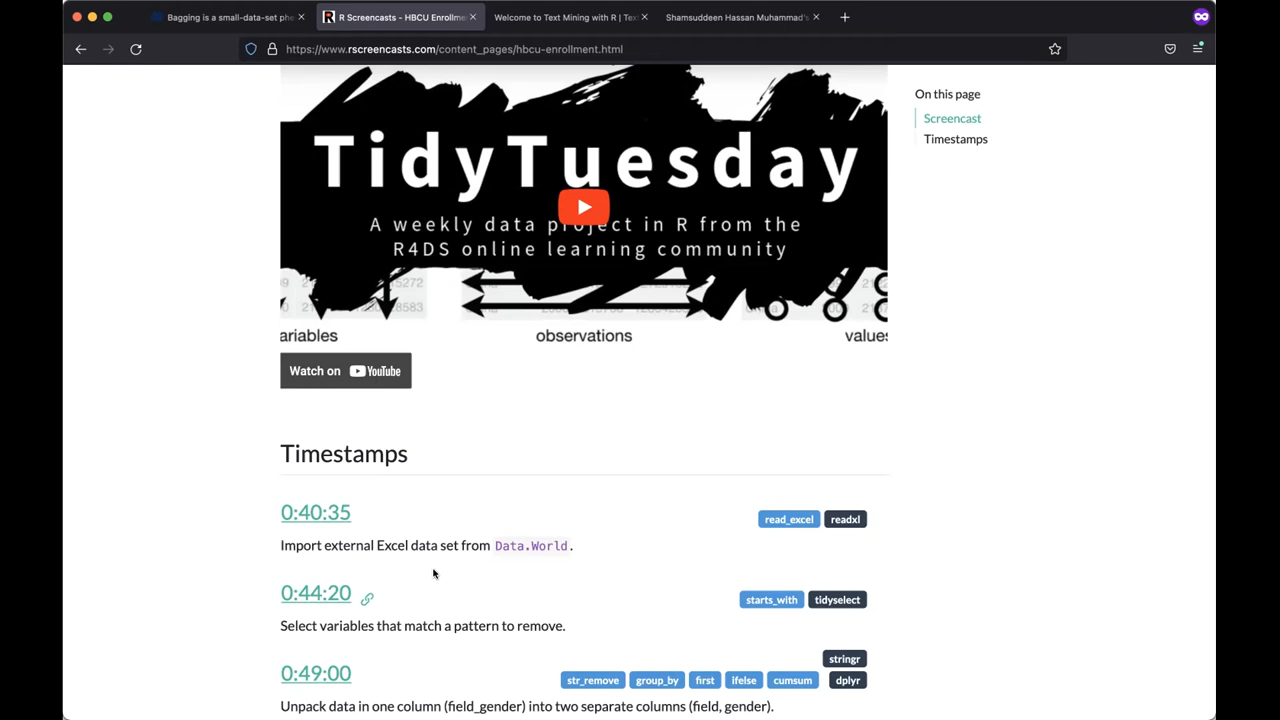 Bagging is a small-data-set phe
R Screencasts - HBCU Enrollme
Welcome to Text Mining with R | Tex
Shamsuddeen Hassan Muhammad's
https://www.rscreencasts.com/content_pages/hbcu-enrollment.html
On this page
Screencast
Timestamps
TidyTuesday
A weekly data project in R from the
R4DS online learning community
ariables
observations
values
Watch on YouTube
Timestamps
0:40:35
read_excel
readxl
Import external Excel data set from Data.World.
0:44:20
starts_with
tidyselect
Select variables that match a pattern to remove.
stringr
0:49:00
str_remove
group_by
first
ifelse
cumsum
dplyr
Unpack data in one column (field_gender) into two separate columns (field, gender).